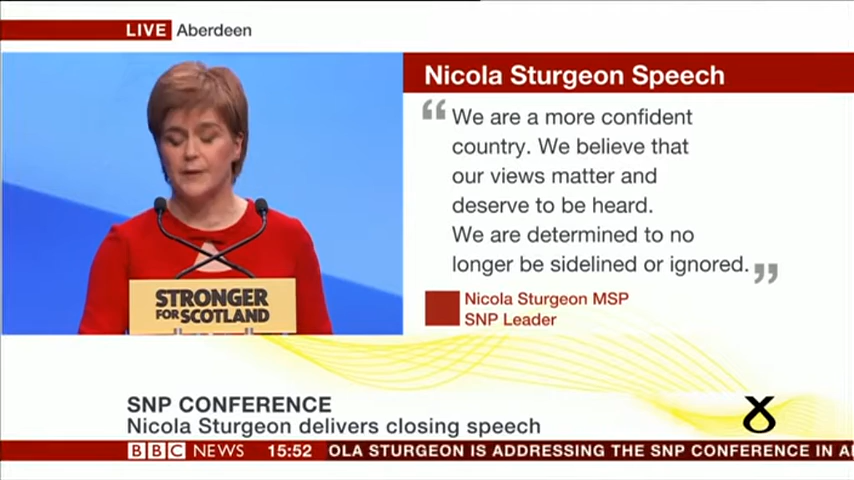 LIVE Aberdeen
Nicola Sturgeon Speech
“ We are a more confident
country. We believe that
our views matter and
deserve to be heard.
We are determined to no
longer be sidelined or ignored. ”
Nicola Sturgeon MSP
SNP Leader
STRONGER
FOR SCOTLAND
SNP CONFERENCE
Nicola Sturgeon delivers closing speech
BBC NEWS 15:52 OLA STURGEON IS ADDRESSING THE SNP CONFERENCE IN A